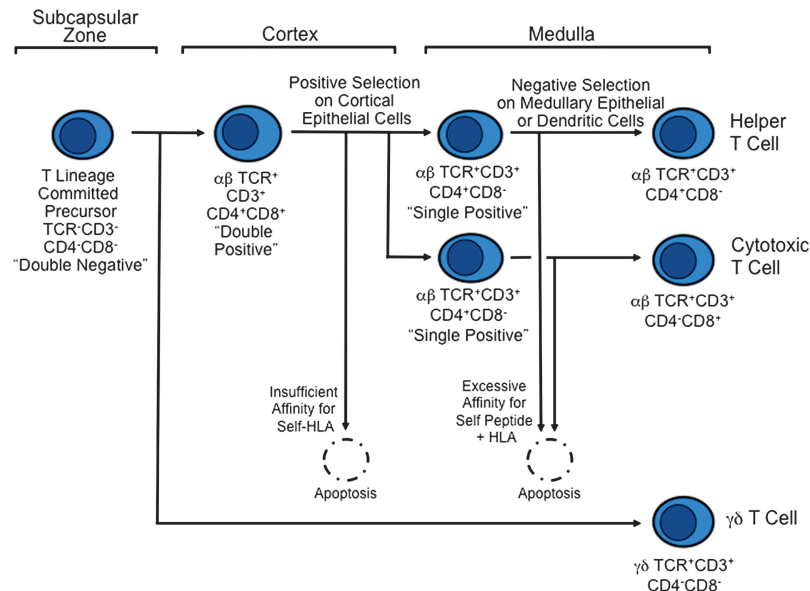 Subcapsular
Zone
Cortex
Medulla
Positive Selection
on Cortical
Epithelial Cells
Negative Selection
on Medullary Epithelial
or Dendritic Cells
Helper
T Cell
T Lineage
Committed
Precursor
TCR⁻CD3⁻
CD4⁻CD8⁻
“Double Negative”
αβ TCR⁺
CD3⁺
CD4⁺CD8⁺
“Double
Positive”
αβ TCR⁺CD3⁺
CD4⁺CD8⁻
“Single Positive”
αβ TCR⁺CD3⁺
CD4⁺CD8⁻
Cytotoxic
T Cell
αβ TCR⁺CD3⁺
CD4⁺CD8⁻
“Single Positive”
αβ TCR⁺CD3⁺
CD4⁻CD8⁺
Insufficient
Affinity for
Self-HLA
Apoptosis
Excessive
Affinity for
Self Peptide
+ HLA
Apoptosis
γδ T Cell
γδ TCR⁺CD3⁺
CD4⁻CD8⁻